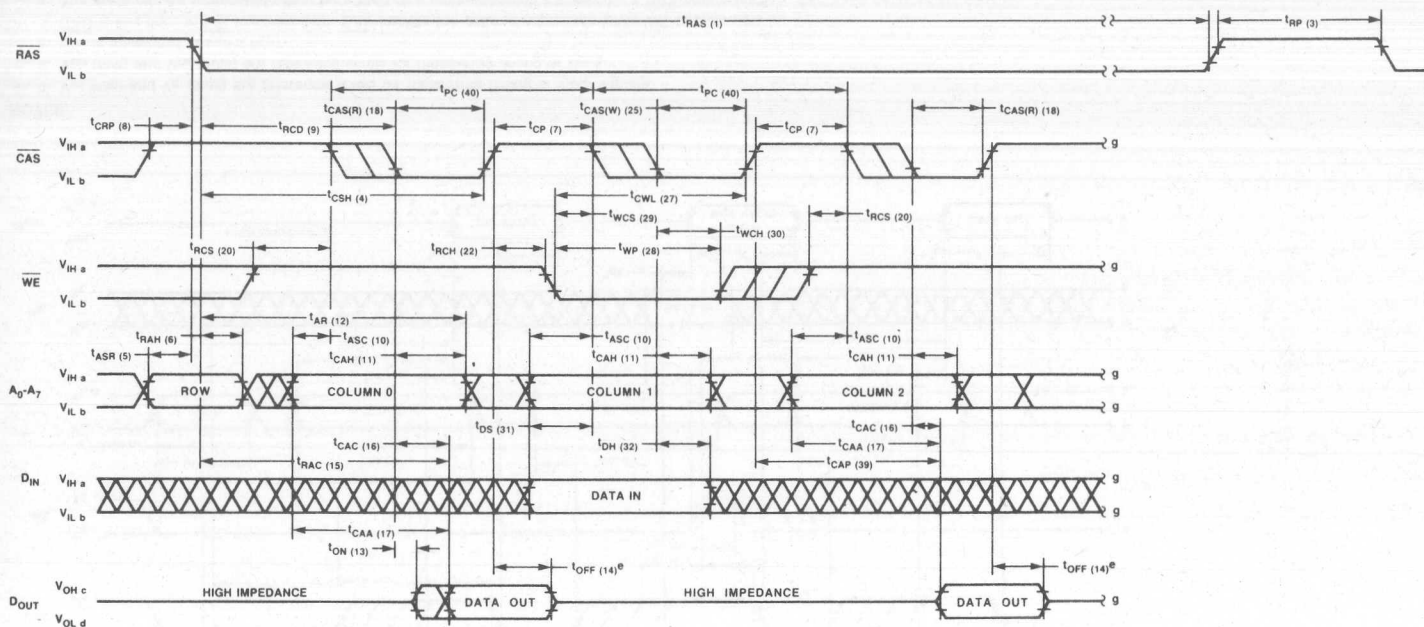 tRAS (1)
tRP (3)
RAS
VIH a
VIL b
tPC (40)
tPC (40)
tCAS(R) (18)
tCAS(W) (25)
tCAS(R) (18)
tCRP (8)
tRCD (9)
tCP (7)
tCP (7)
CAS
VIH a
VIL b
g
tCSH (4)
tCWL (27)
tWCS (29)
tRCS (20)
tWCH (30)
tRCS (20)
tRCH (22)
tWP (28)
WE
VIH a
VIL b
g
tAR (12)
tRAH (6)
tASC (10)
tASC (10)
tASC (10)
tASR (5)
tCAH (11)
tCAH (11)
tCAH (11)
A0-A7
VIH a
VIL b
ROW
COLUMN 0
COLUMN 1
COLUMN 2
g
g
tDS (31)
tCAC (16)
tCAC (16)
tDH (32)
tCAA (17)
tRAC (15)
tCAP (39)
DIN
VIH a
VIL b
DATA IN
g
g
tCAA (17)
tON (13)
tOFF (14)e
tOFF (14)e
DOUT
VOH c
VOL d
HIGH IMPEDANCE
DATA OUT
HIGH IMPEDANCE
DATA OUT
g